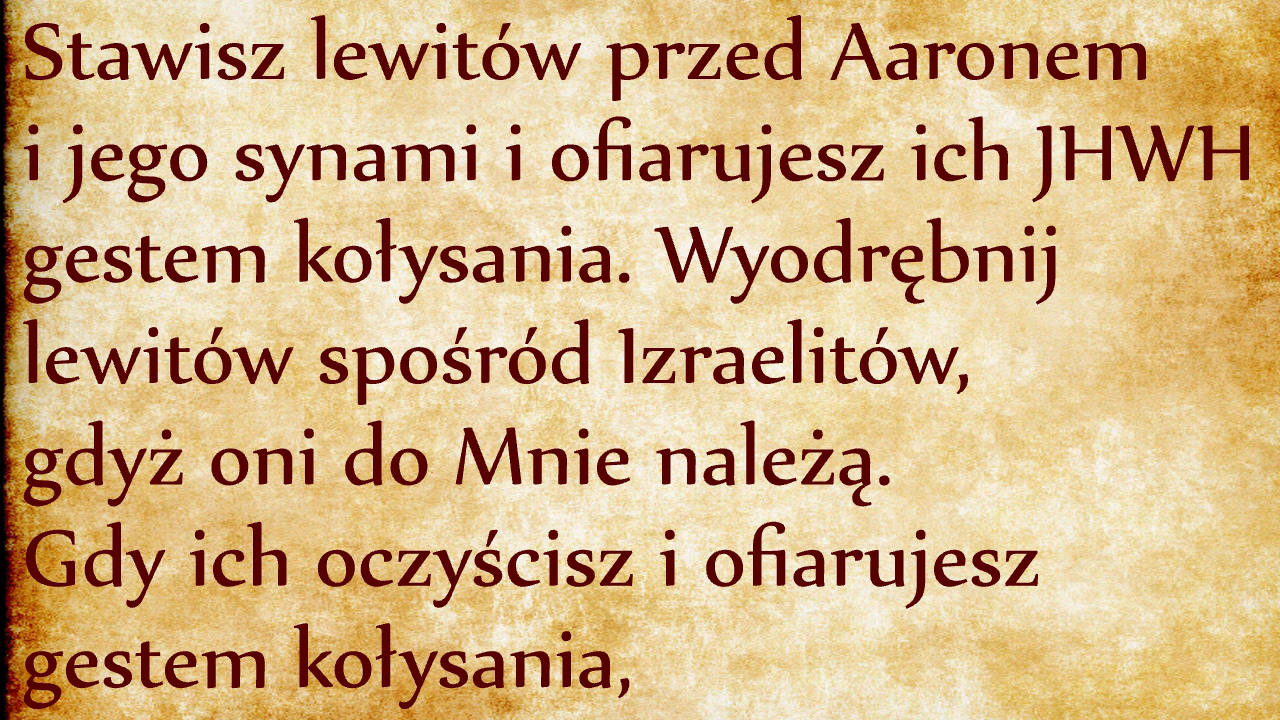 Stawisz lewitów przed Aaronem
i jego synami i ofiarujesz ich JHWH
gestem kołysania. Wyodrębnij
lewitów spośród Izraelitów,
gdyż oni do Mnie należą.
Gdy ich oczyścisz i ofiarujesz
gestem kołysania,